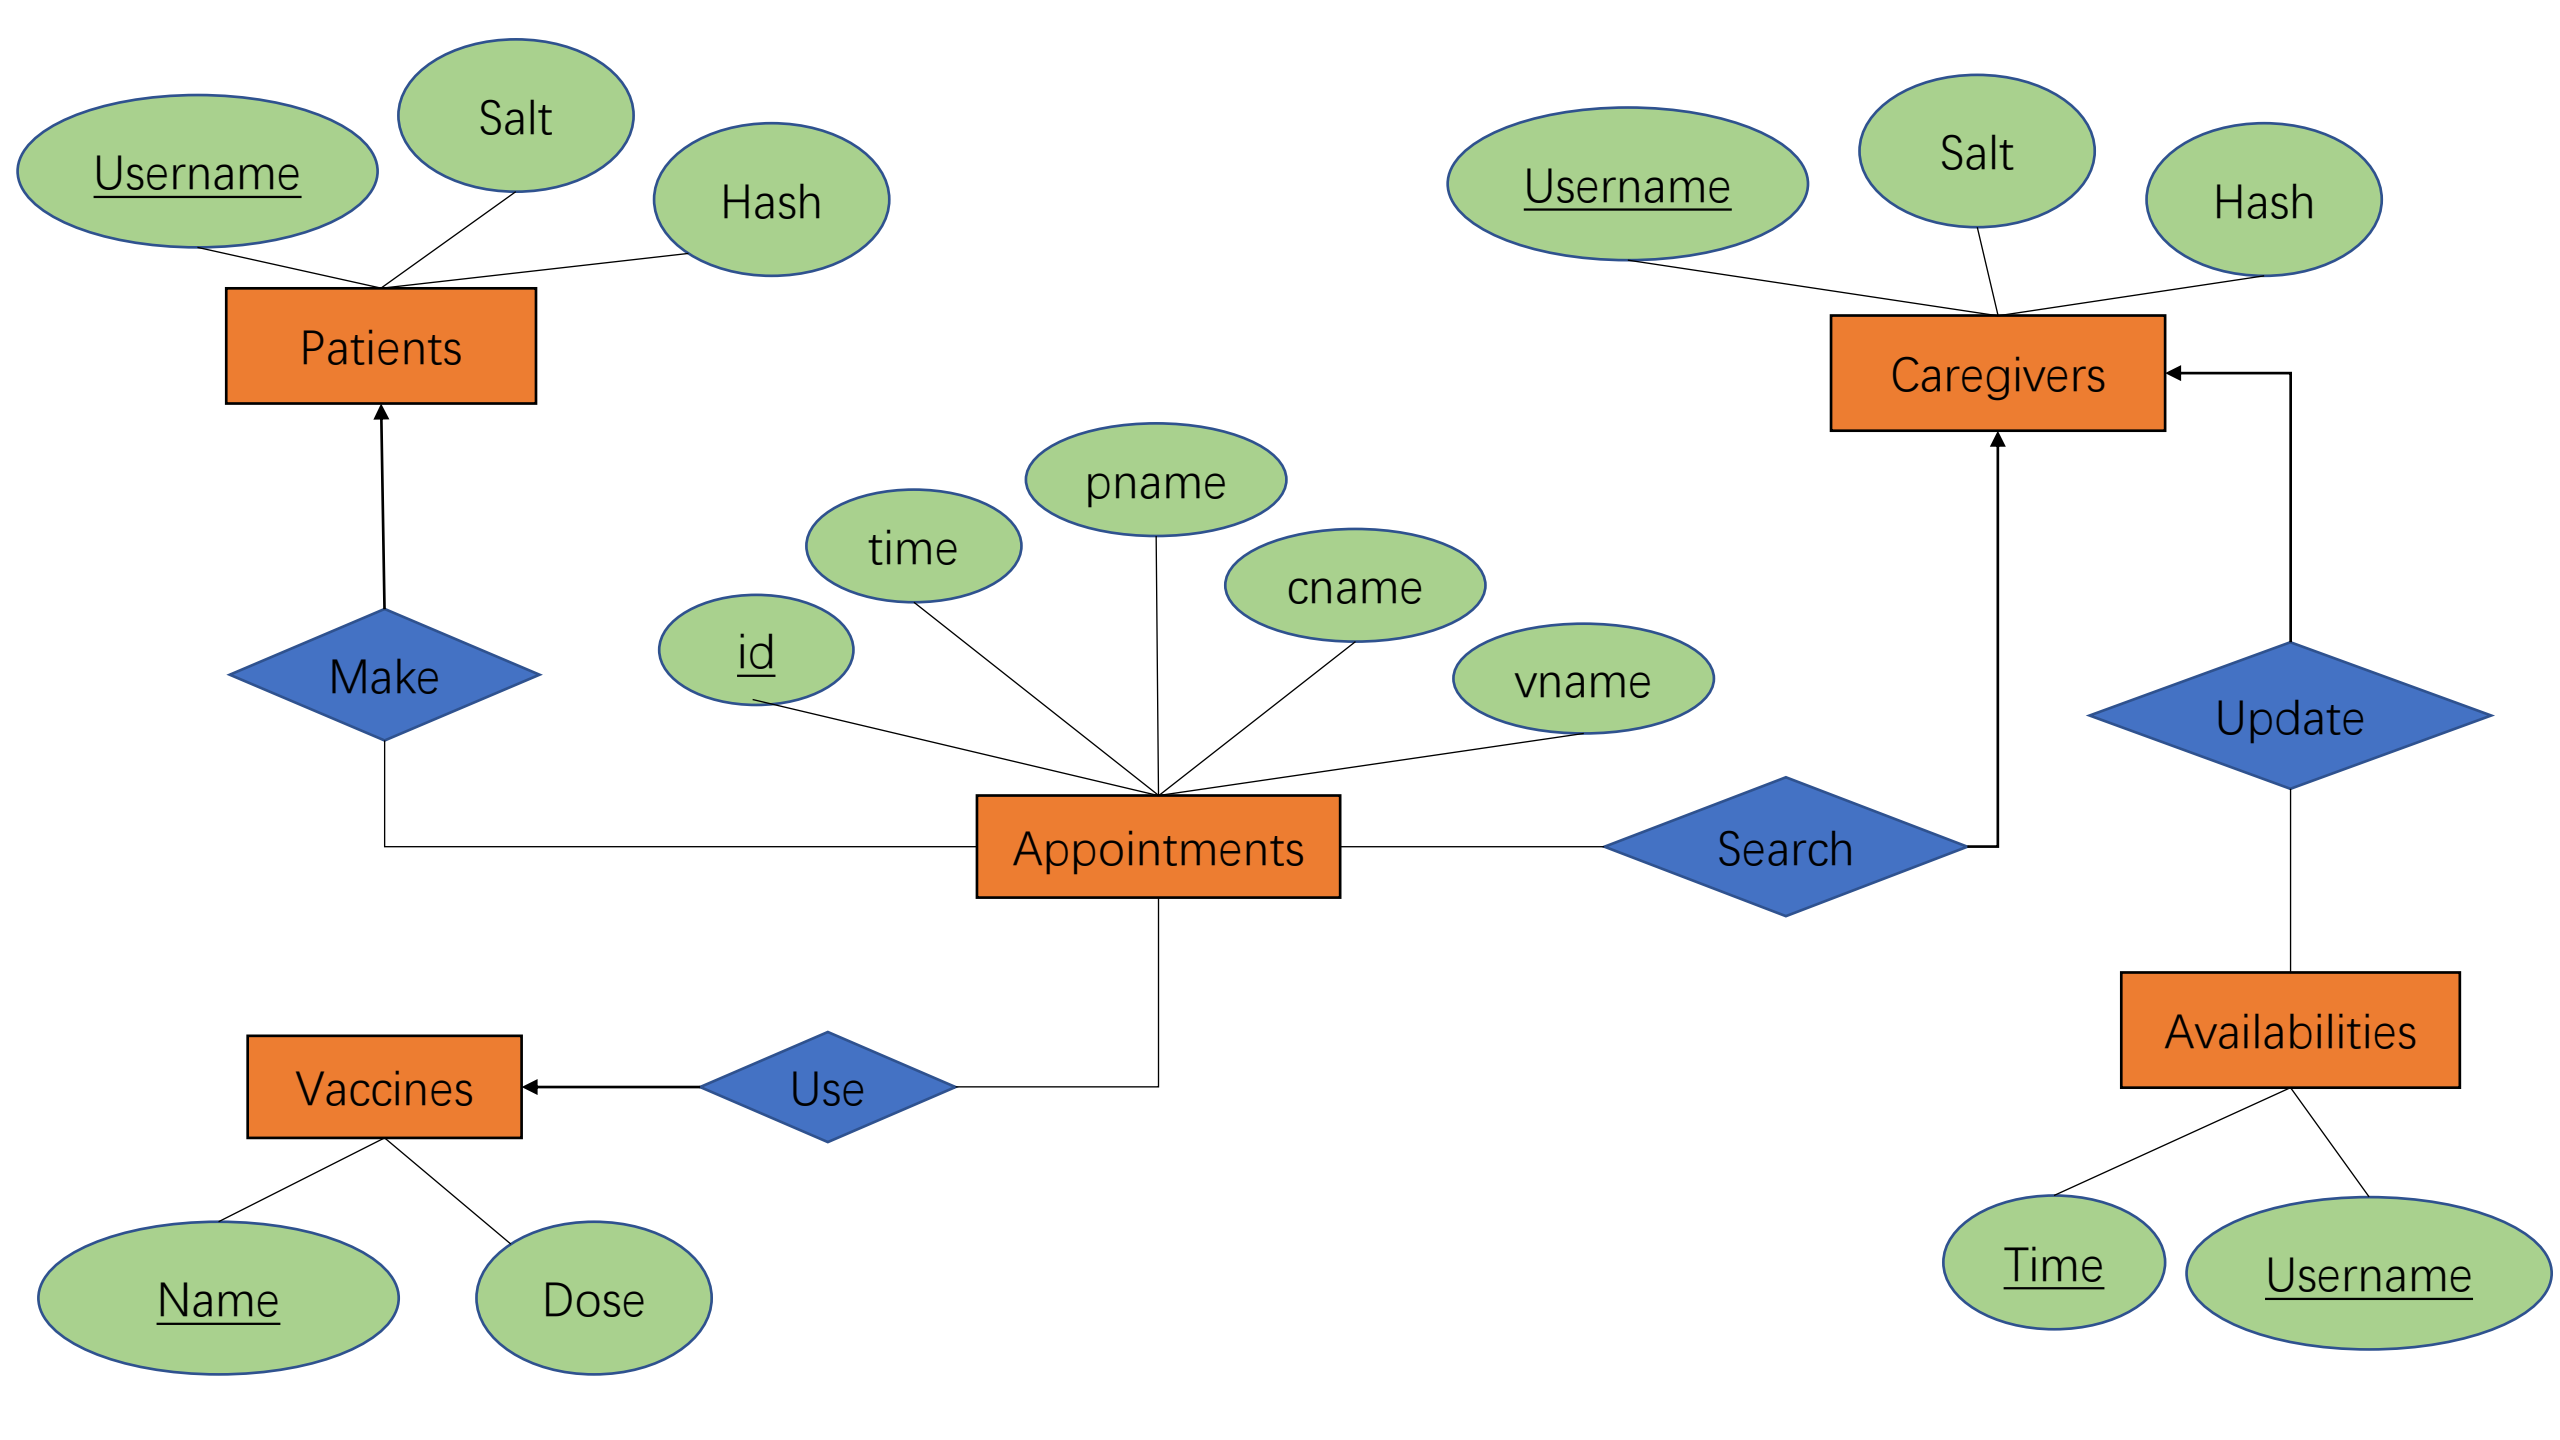 Username
Salt
Hash
Patients
Username
Salt
Hash
Caregivers
pname
time
cname
id
vname
Make
Update
Appointments
Search
Availabilities
Vaccines
Use
Time
Username
Name
Dose